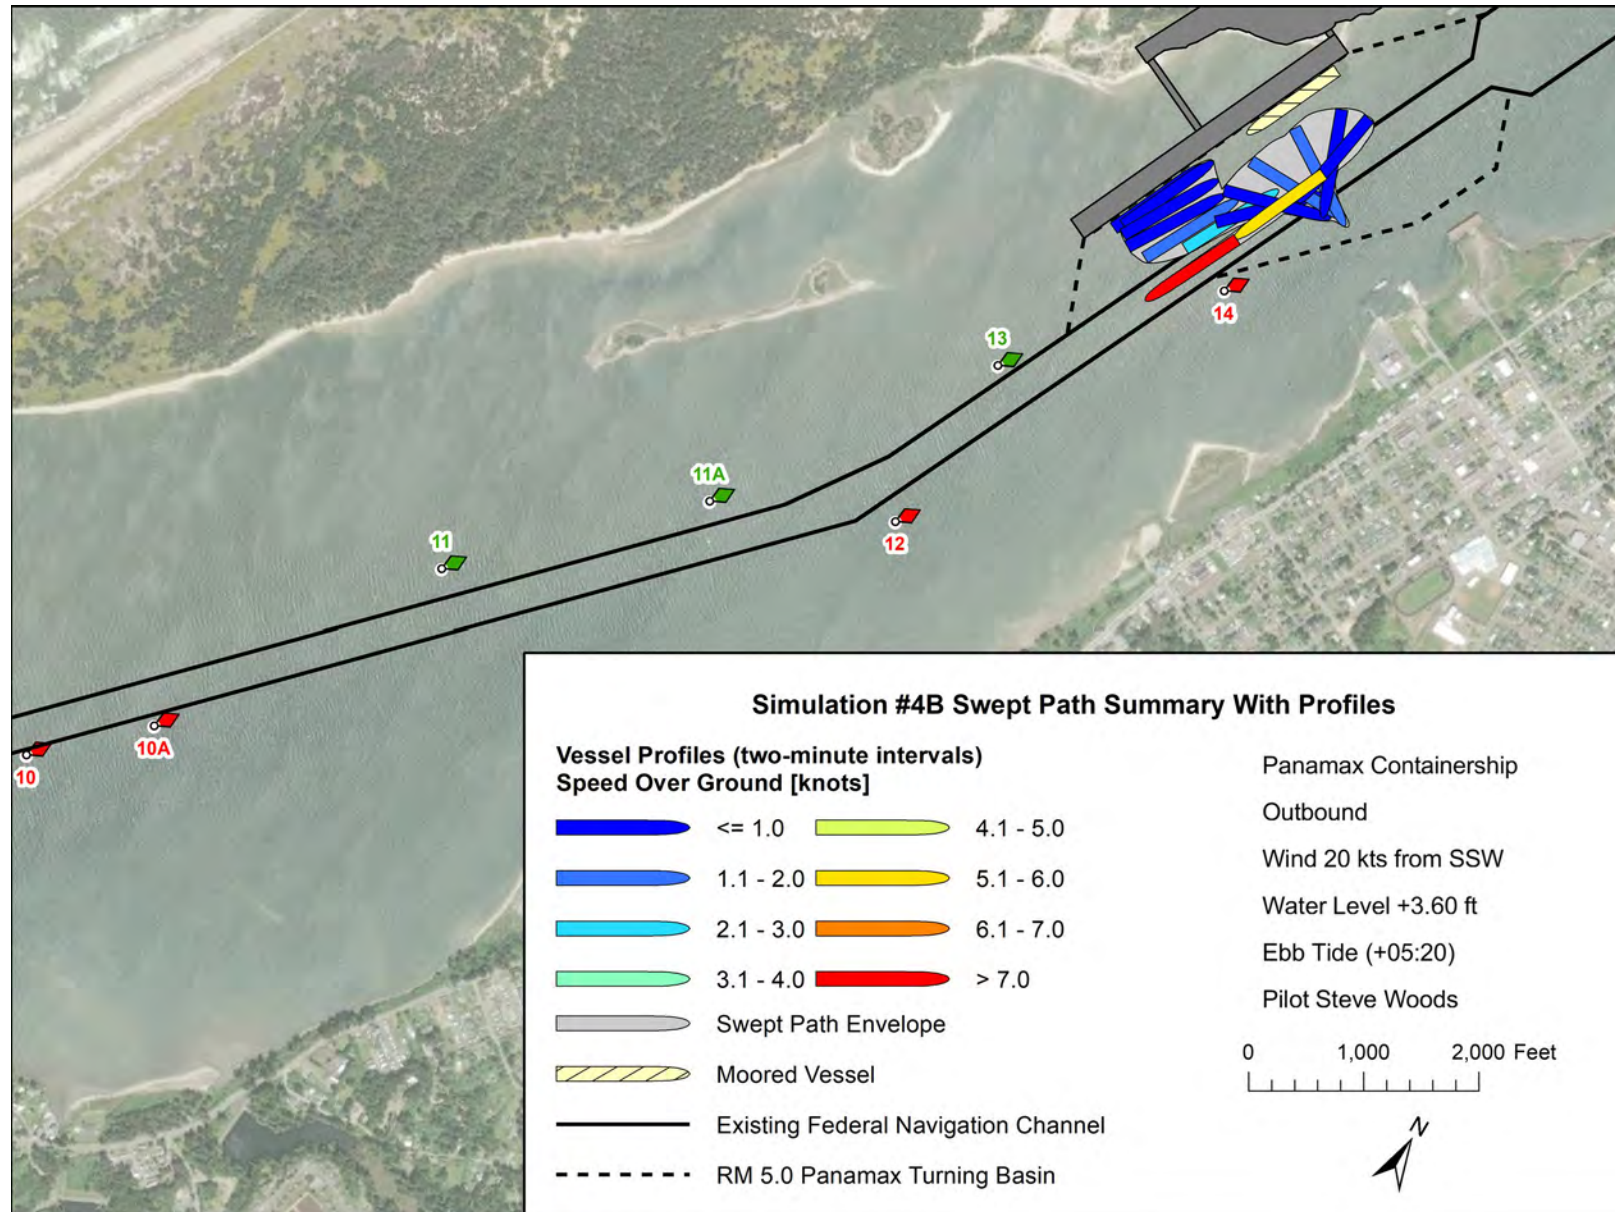 13
14
11A
11
12
10A
10
Simulation #4B Swept Path Summary With Profiles
Vessel Profiles (two-minute intervals)
Speed Over Ground [knots]
<= 1.0
4.1 - 5.0
1.1 - 2.0
5.1 - 6.0
2.1 - 3.0
6.1 - 7.0
3.1 - 4.0
> 7.0
Swept Path Envelope
Moored Vessel
Existing Federal Navigation Channel
RM 5.0 Panamax Turning Basin
Panamax Containership
Outbound
Wind 20 kts from SSW
Water Level +3.60 ft
Ebb Tide (+05:20)
Pilot Steve Woods
0 1,000 2,000 Feet
N